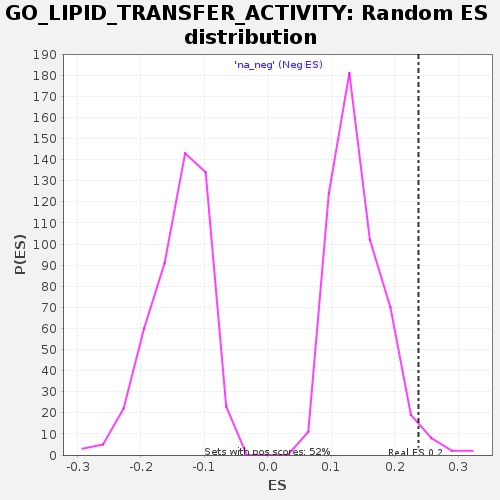 GO_LIPID_TRANSFER_ACTIVITY: Random ES
distribution
'na_neg' (Neg ES)
P(ES)
190
180
170
160
150
140
130
120
110
100
90
80
70
60
50
40
30
20
10
0
Sets with pos scores: 52%
Real ES 0.2
-0.3 -0.2 -0.1 0.0 0.1 0.2 0.3
ES